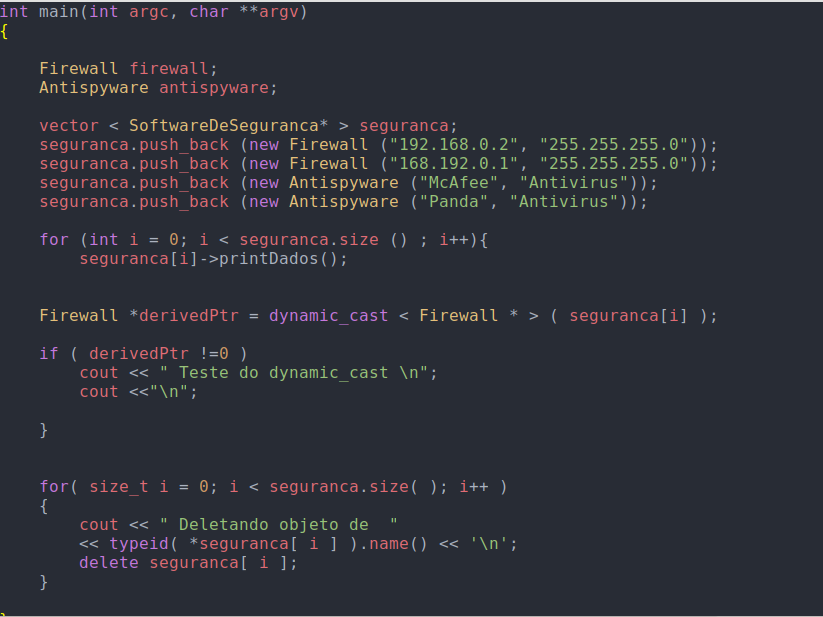 int main(int argc, char **argv)
{
Firewall firewall;
Antispyware antispyware;
vector < SoftwareDeSeguranca* > seguranca;
seguranca.push_back (new Firewall ("192.168.0.2", "255.255.255.0"));
seguranca.push_back (new Firewall ("168.192.0.1", "255.255.255.0"));
seguranca.push_back (new Antispyware ("McAfee", "Antivirus"));
seguranca.push_back (new Antispyware ("Panda", "Antivirus"));
for (int i = 0; i < seguranca.size () ; i++){
seguranca[i]->printDados();
Firewall *derivedPtr = dynamic_cast < Firewall * > ( seguranca[i] );
if ( derivedPtr !=0 )
cout << " Teste do dynamic_cast \n";
cout <<"\n";
}
for( size_t i = 0; i < seguranca.size( ); i++ )
{
cout << " Deletando objeto de  "
<< typeid( *seguranca[ i ] ).name() << '\n';
delete seguranca[ i ];
}
}